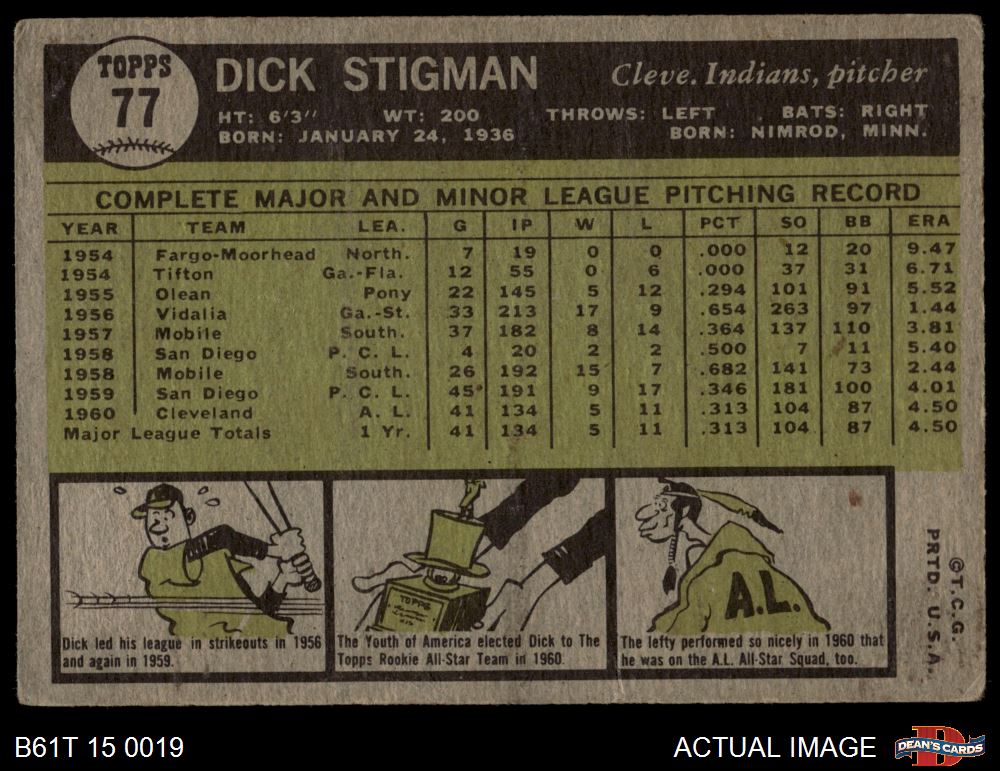 TOPPS
77
DICK STIGMAN Cleve. Indians, pitcher
HT: 6'3" WT: 200 THROWS: LEFT BATS: RIGHT
BORN: JANUARY 24, 1936 BORN: NIMROD, MINN.
COMPLETE MAJOR AND MINOR LEAGUE PITCHING RECORD
YEAR TEAM LEA. G IP W L PCT SO BB ERA
1954 Fargo-Moorhead North. 7 19 0 0 .000 12 20 9.47
1954 Tifton Ga.-Fla. 12 55 0 6 .000 37 31 6.71
1955 Olean Pony 22 145 5 12 .294 101 91 5.52
1956 Vidalia Ga.-St. 33 213 17 9 .654 263 97 1.44
1957 Mobile South. 37 182 8 14 .364 137 110 3.81
1958 San Diego P. C. L. 4 20 2 2 .500 7 11 5.40
1958 Mobile South. 26 192 15 7 .682 141 73 2.44
1959 San Diego P. C. L. 45 191 9 17 .346 181 100 4.01
1960 Cleveland A. L. 41 134 5 11 .313 104 87 4.50
Major League Totals 1 Yr. 41 134 5 11 .313 104 87 4.50
Dick led his league in strikeouts in 1956
and again in 1959.
TOPPS
The Youth of America elected Dick to The
Topps Rookie All-Star Team in 1960.
A.L.
The lefty performed so nicely in 1960 that
he was on the A.L. All-Star Squad, too.
©T.C.G.
PRTD. U.S.A.
B61T 15 0019 ACTUAL IMAGE
DEAN'S CARDS